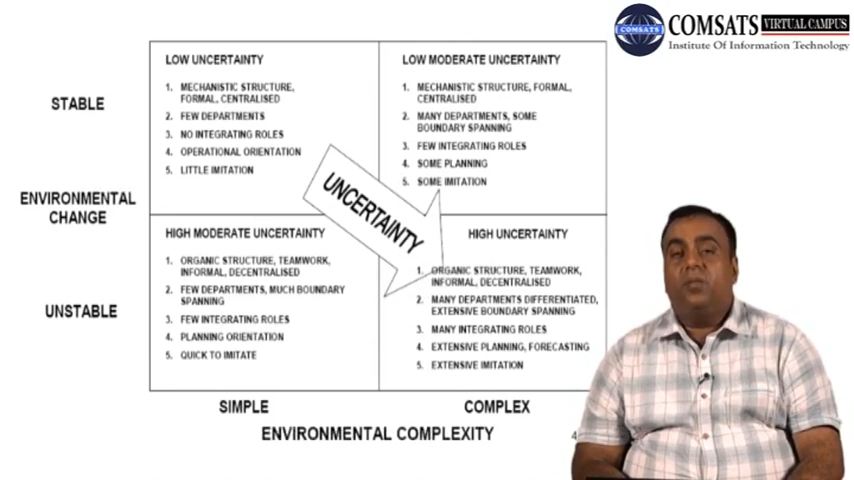 COMSATS VIRTUAL CAMPUS
COMSATS
Institute Of Information Technology
STABLE
ENVIRONMENTAL
CHANGE
UNSTABLE
LOW UNCERTAINTY
1. MECHANISTIC STRUCTURE,
FORMAL, CENTRALISED
2. FEW DEPARTMENTS
3. NO INTEGRATING ROLES
4. OPERATIONAL ORIENTATION
5. LITTLE IMITATION
LOW MODERATE UNCERTAINTY
1. MECHANISTIC STRUCTURE, FORMAL,
CENTRALISED
2. MANY DEPARTMENTS, SOME
BOUNDARY SPANNING
3. FEW INTEGRATING ROLES
4. SOME PLANNING
5. SOME IMITATION
UNCERTAINTY
HIGH MODERATE UNCERTAINTY
1. ORGANIC STRUCTURE, TEAMWORK,
INFORMAL, DECENTRALISED
2. FEW DEPARTMENTS, MUCH BOUNDARY
SPANNING
3. FEW INTEGRATING ROLES
4. PLANNING ORIENTATION
5. QUICK TO IMITATE
HIGH UNCERTAINTY
1. ORGANIC STRUCTURE, TEAMWORK,
INFORMAL, DECENTRALISED
2. MANY DEPARTMENTS DIFFERENTIATED,
EXTENSIVE BOUNDARY SPANNING
3. MANY INTEGRATING ROLES
4. EXTENSIVE PLANNING, FORECASTING
5. EXTENSIVE IMITATION
SIMPLE
COMPLEX
ENVIRONMENTAL COMPLEXITY
4